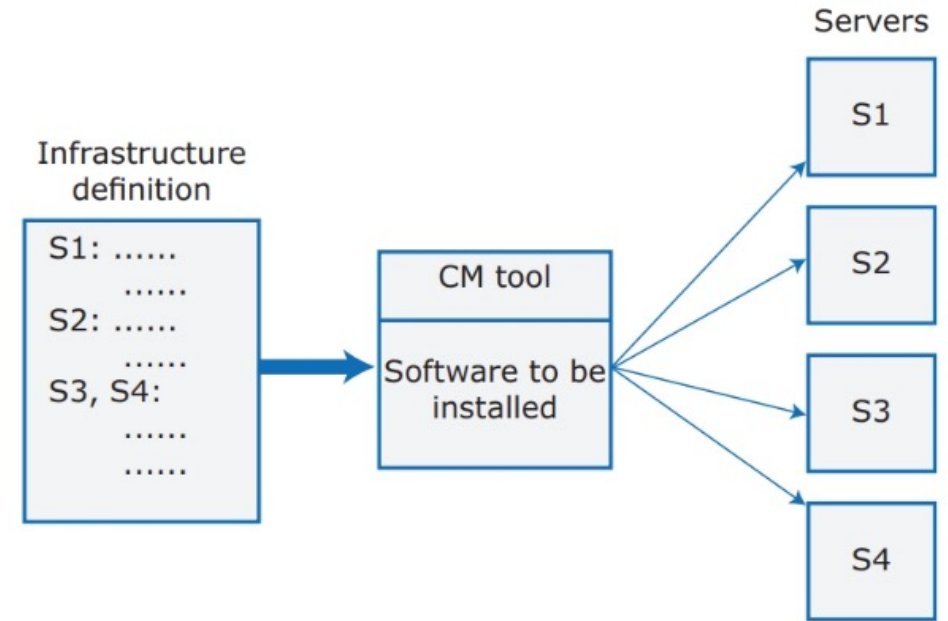 Infrastructure
definition
S1: ......
......
S2: ......
......
S3, S4:
......
......
CM tool
Software to be
installed
Servers
S1
S2
S3
S4